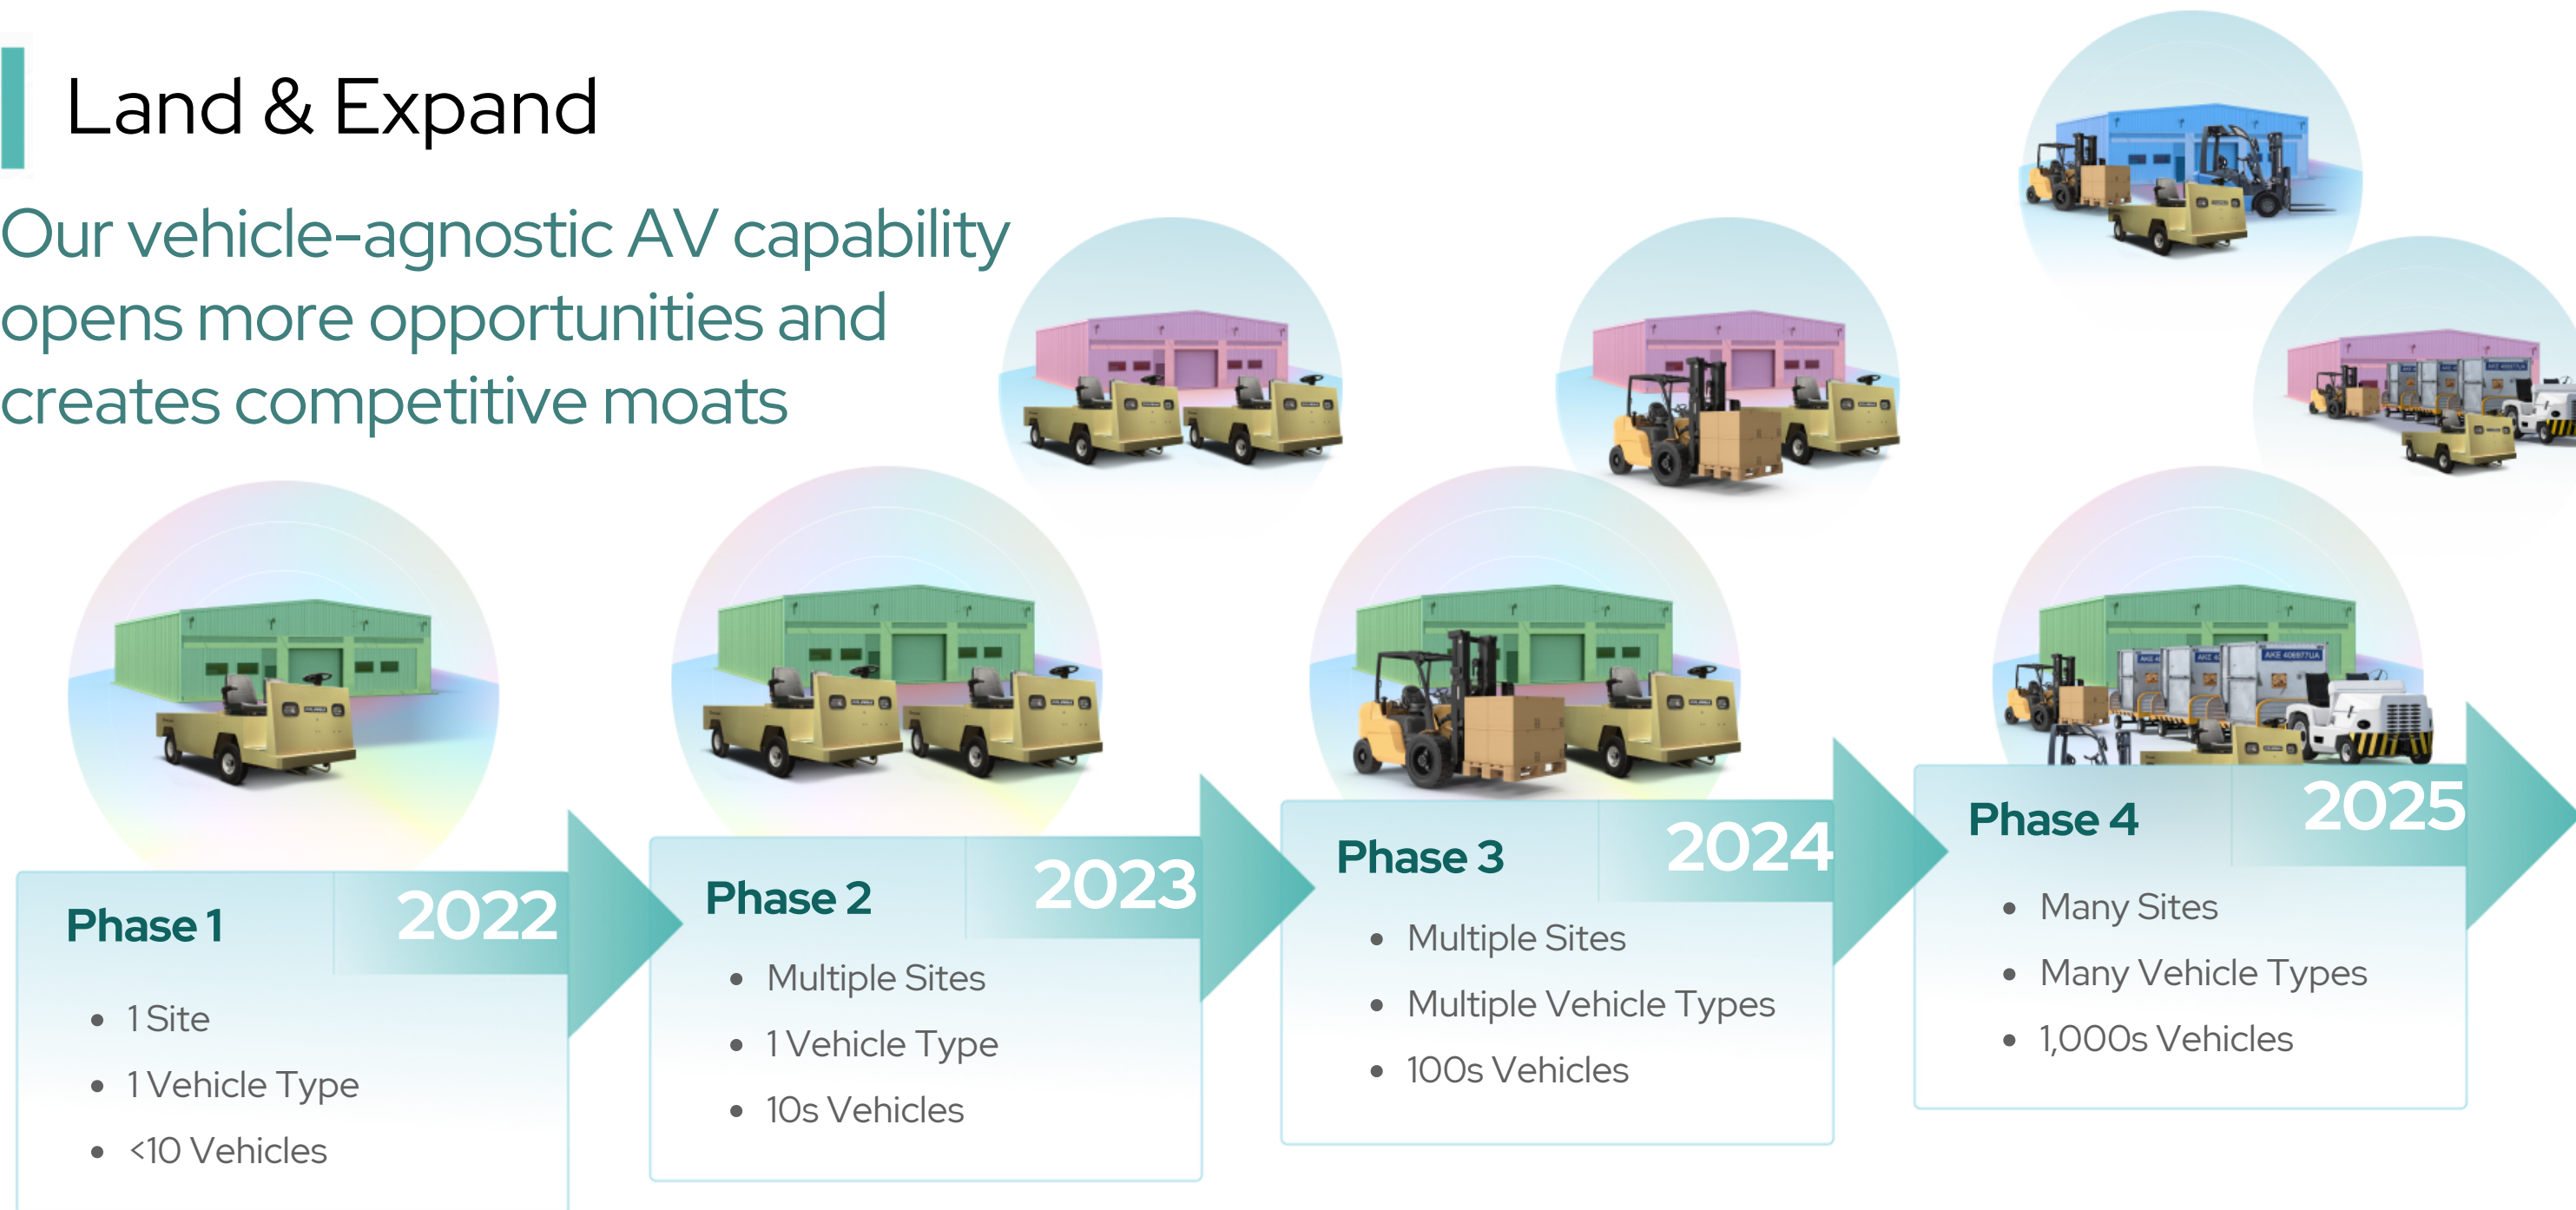 Land & Expand
Our vehicle-agnostic AV capability
opens more opportunities and
creates competitive moats
Phase 1
2022
• 1 Site
• 1 Vehicle Type
• <10 Vehicles
Phase 2
2023
• Multiple Sites
• 1 Vehicle Type
• 10s Vehicles
Phase 3
2024
• Multiple Sites
• Multiple Vehicle Types
• 100s Vehicles
AKE 406977UA
Phase 4
2025
• Many Sites
• Many Vehicle Types
• 1,000s Vehicles